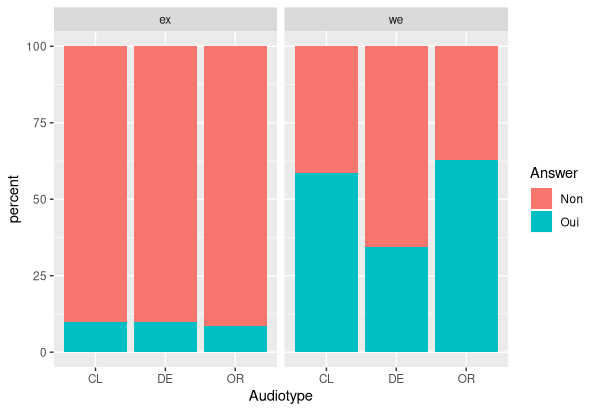 ex we
100
75
50
25
0
percent
CL DE OR CL DE OR
Audiotype
Answer
Non
Oui